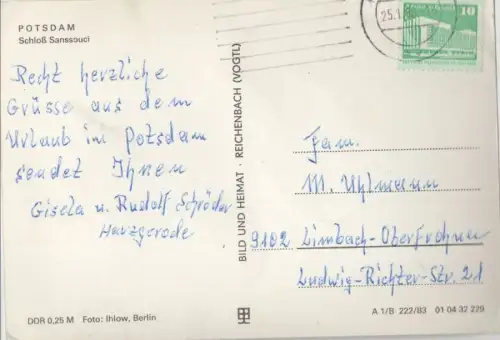 POTSDAM
Schloß Sanssouci
Recht herzliche
Grüsse aus dem
Urlaub in Potsdam
sendet Ihnen
Gisela u. Rudolf Schröder
Harzgerode
DDR 0,25 M Foto: Ihlow, Berlin
BILD UND HEIMAT · REICHENBACH (VOGTL)
25.1
10
Fam.
M. Uhlmann
9102 Limbach-Oberfrohna
Ludwig-Richter-Str. 21
A 1/B 222/83 01 04 32 229